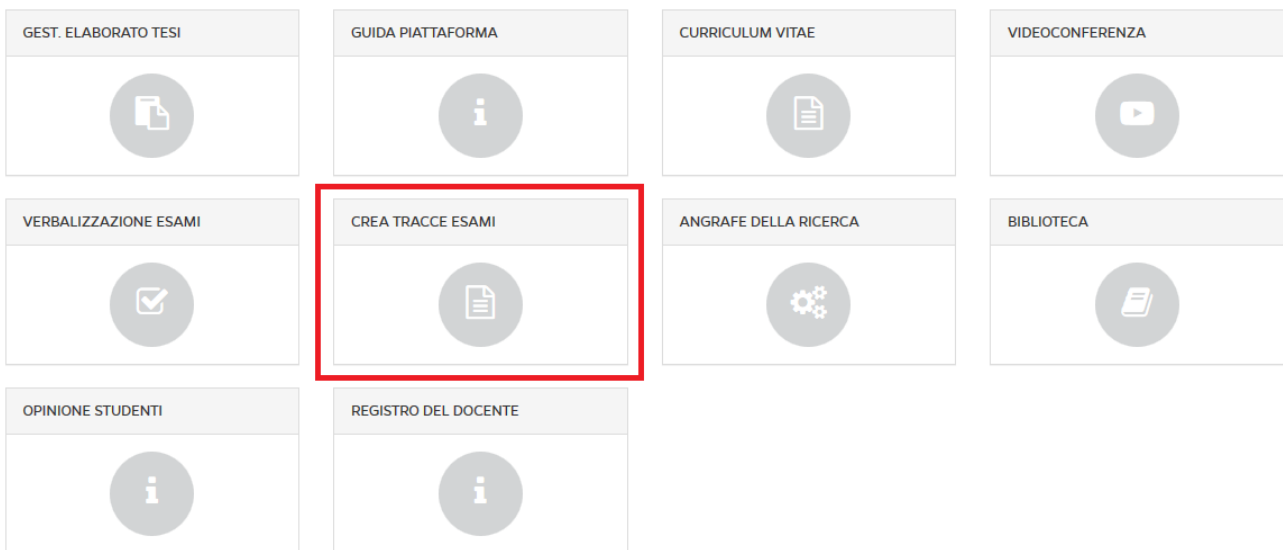 GEST. ELABORATO TESI
GUIDA PIATTAFORMA
CURRICULUM VITAE
VIDEOCONFERENZA
VERBALIZZAZIONE ESAMI
CREA TRACCE ESAMI
ANGRAFE DELLA RICERCA
BIBLIOTECA
OPINIONE STUDENTI
REGISTRO DEL DOCENTE